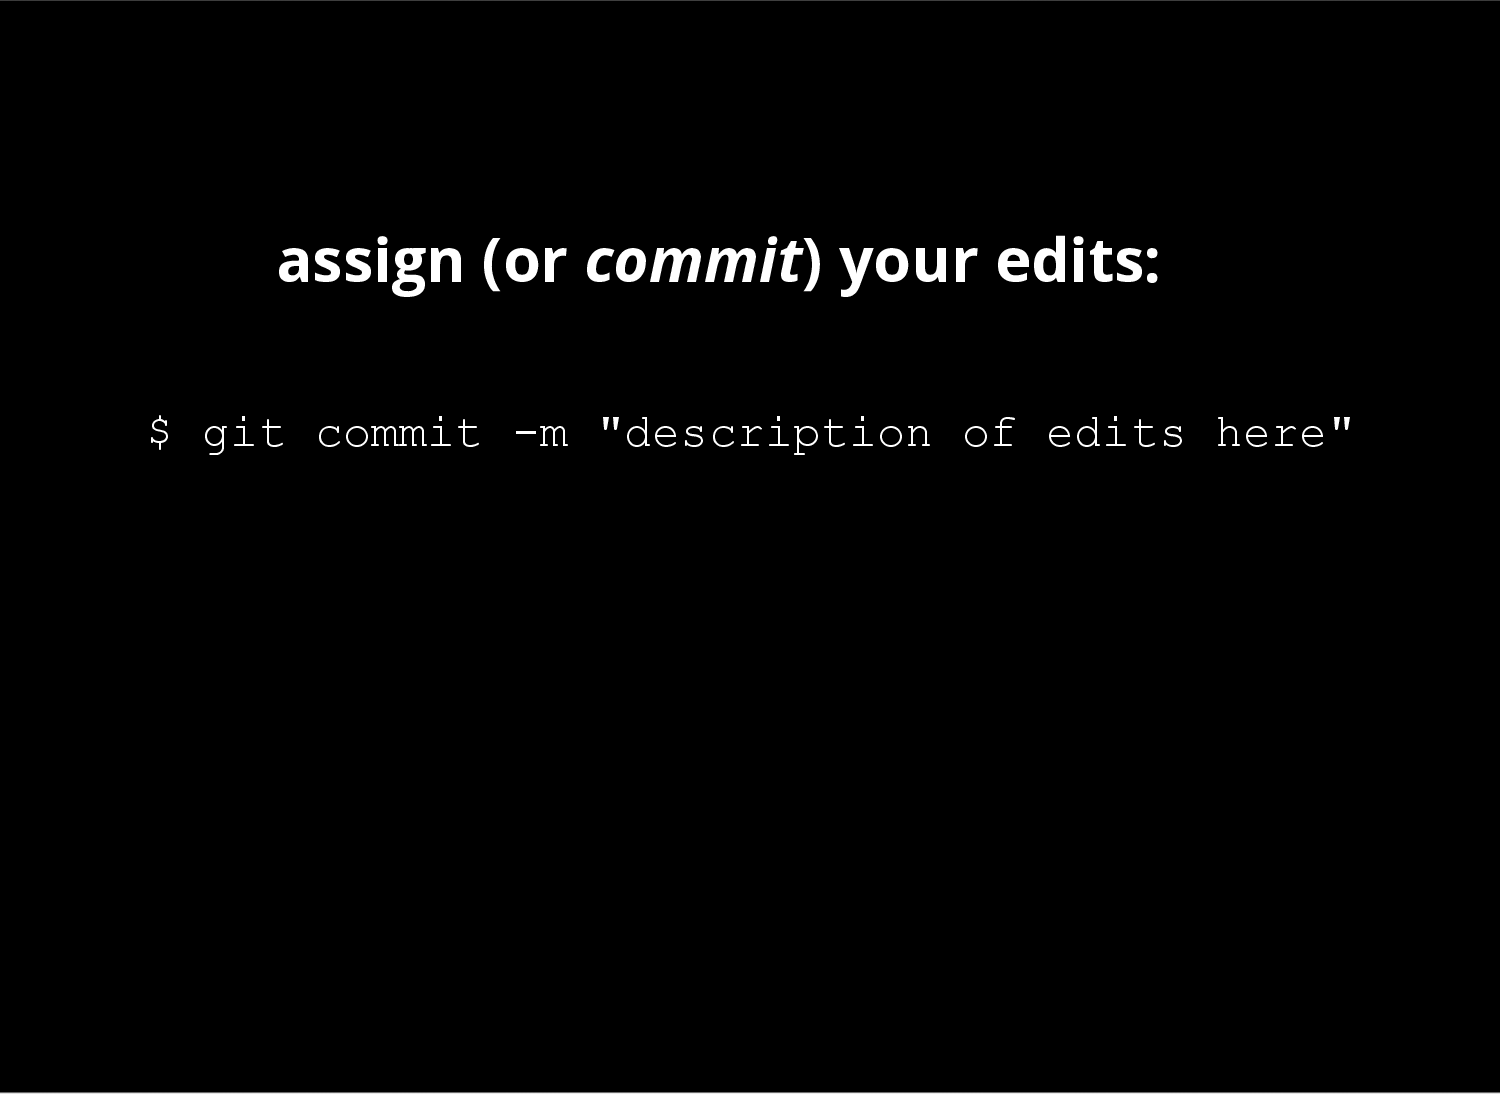 assign (or commit) your edits:
$ git commit -m "description of edits here"